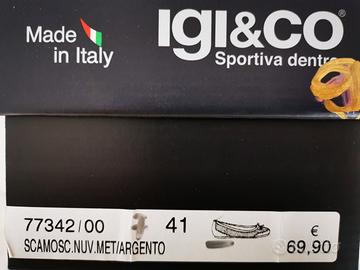 Made
in Italy
IgI&CO®
Sportiva dentro
77342/00 41 €
SCAMOSC.NUV.MET/ARGENTO 69,90